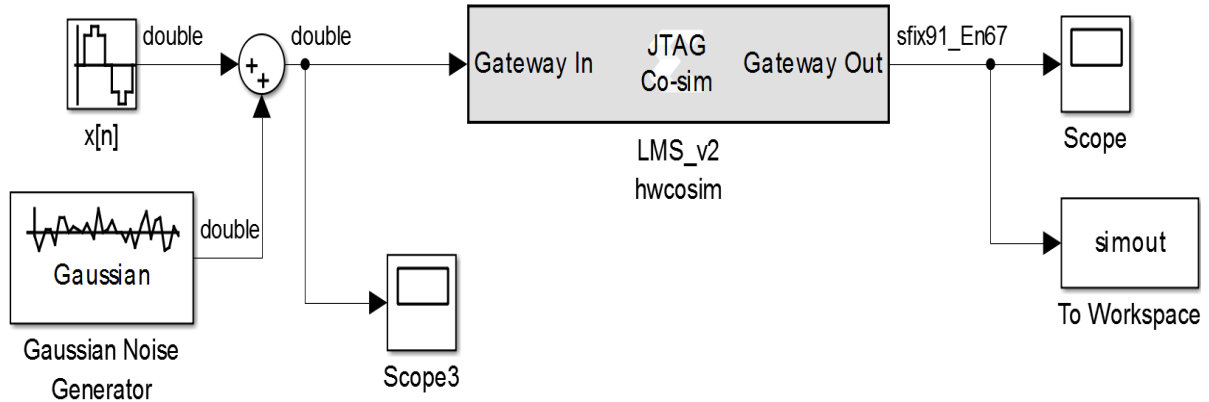 double
double
x[n]
Gateway In
JTAG
Co-sim
Gateway Out
LMS_v2
hwcosim
sfix91_En67
Scope
double
Gaussian
Gaussian Noise
Generator
Scope3
simout
To Workspace